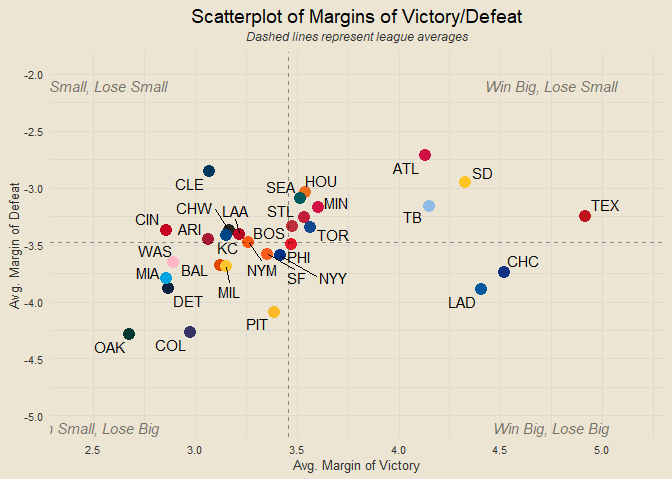 Scatterplot of Margins of Victory/Defeat
Dashed lines represent league averages
-2.0
Small, Lose Small
Win Big, Lose Small
-2.5
ATL
SD
CLE
-3.0
SEA
HOU
CHW
LAA
STL
MIN
TB
TEX
CIN
ARI
BOS
TOR
-3.5
WAS
KC
PHI
CHC
MIA
BAL
NYM
SF
NYY
DET
MIL
LAD
-4.0
PIT
OAK
COL
-4.5
-5.0
Small, Lose Big
Win Big, Lose Big
2.5
3.0
3.5
4.0
4.5
5.0
Avg. Margin of Victory
Avg. Margin of Defeat